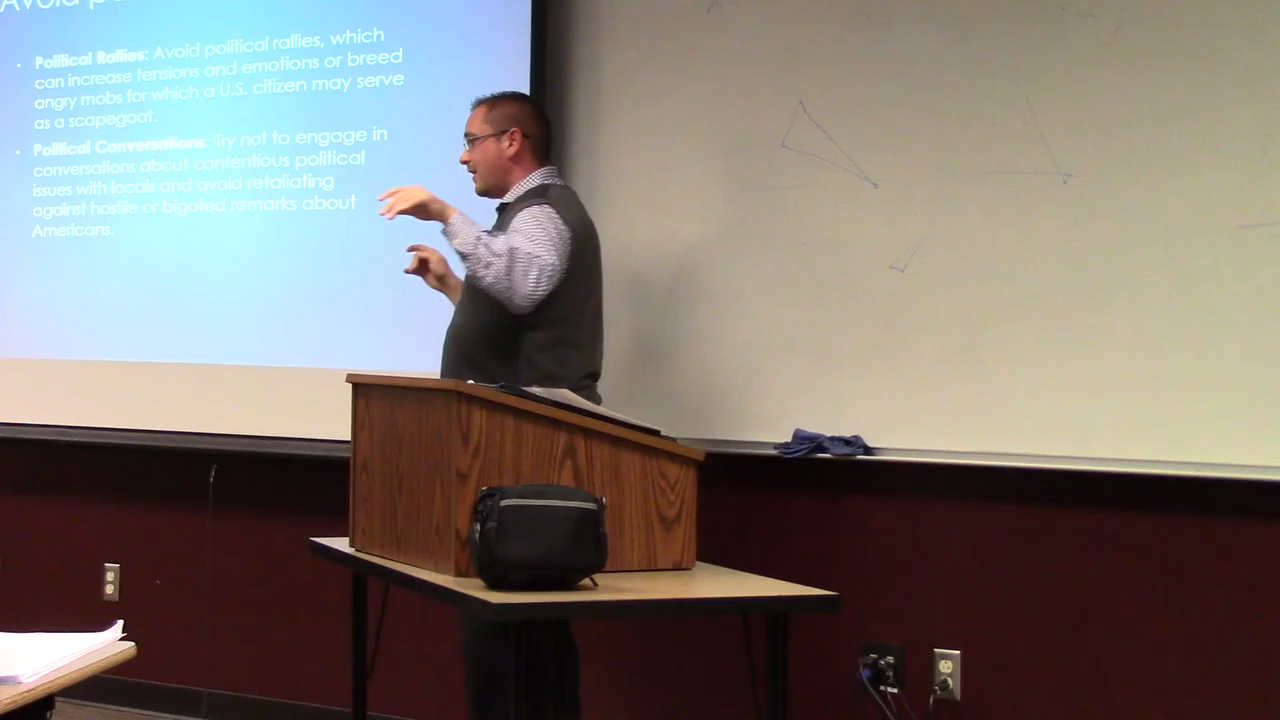 Avoid p
• Political Rallies: Avoid political rallies, which
can increase tensions and emotions or breed
angry mobs for which a U.S. citizen may serve
as a scapegoat.
• Political Conversations: Try not to engage in
conversations about contentious political
issues with locals and avoid retaliating
against hostile or bigoted remarks about
Americans.